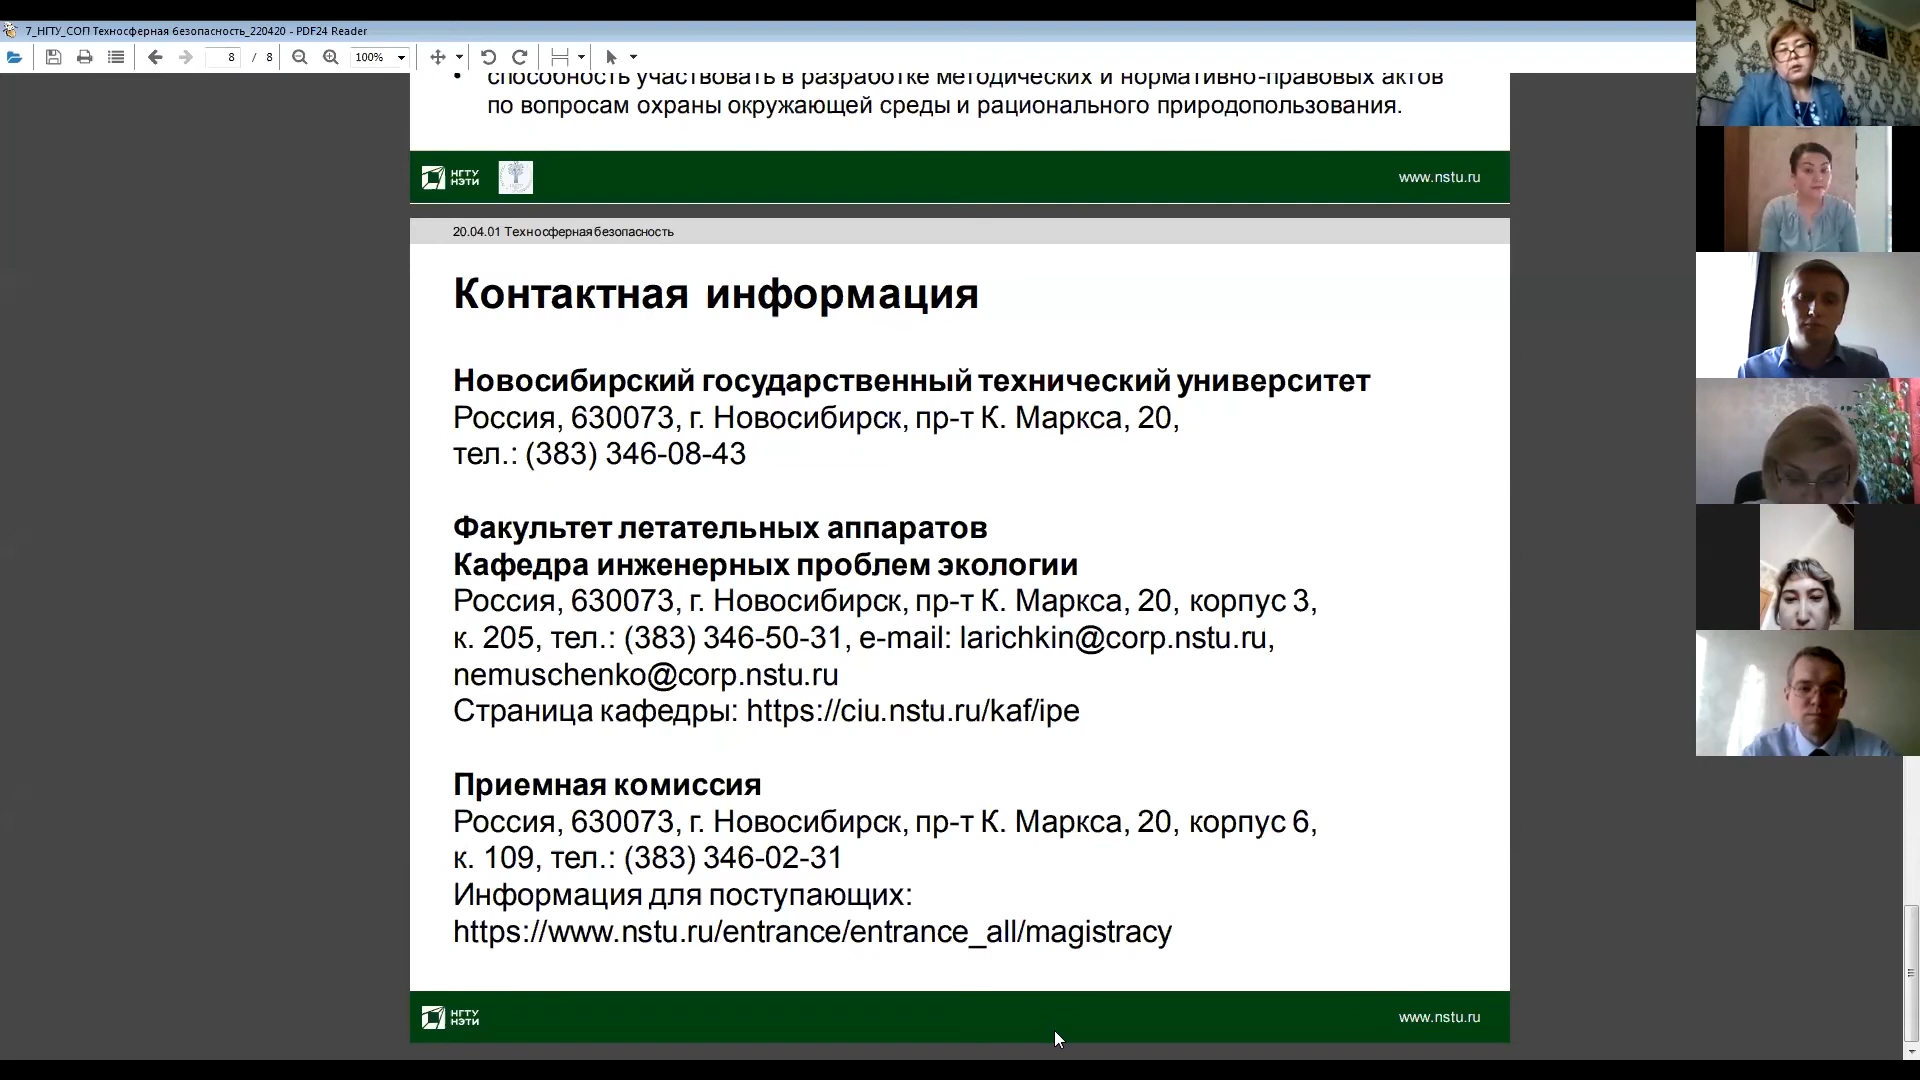 7_НГТУ_СОП Техносферная безопасность_220420 - PDF24 Reader
8 / 8 100%
• способность участвовать в разработке методических и нормативно-правовых актов
по вопросам охраны окружающей среды и рационального природопользования.
НГТУ
НЭТИ
www.nstu.ru
20.04.01 Техносферная безопасность
Контактная информация
Новосибирский государственный технический университет
Россия, 630073, г. Новосибирск, пр-т К. Маркса, 20,
тел.: (383) 346-08-43
Факультет летательных аппаратов
Кафедра инженерных проблем экологии
Россия, 630073, г. Новосибирск, пр-т К. Маркса, 20, корпус 3,
к. 205, тел.: (383) 346-50-31, e-mail: larichkin@corp.nstu.ru,
nemuschenko@corp.nstu.ru
Страница кафедры: https://ciu.nstu.ru/kaf/ipe
Приемная комиссия
Россия, 630073, г. Новосибирск, пр-т К. Маркса, 20, корпус 6,
к. 109, тел.: (383) 346-02-31
Информация для поступающих:
https://www.nstu.ru/entrance/entrance_all/magistracy
НГТУ
НЭТИ
www.nstu.ru